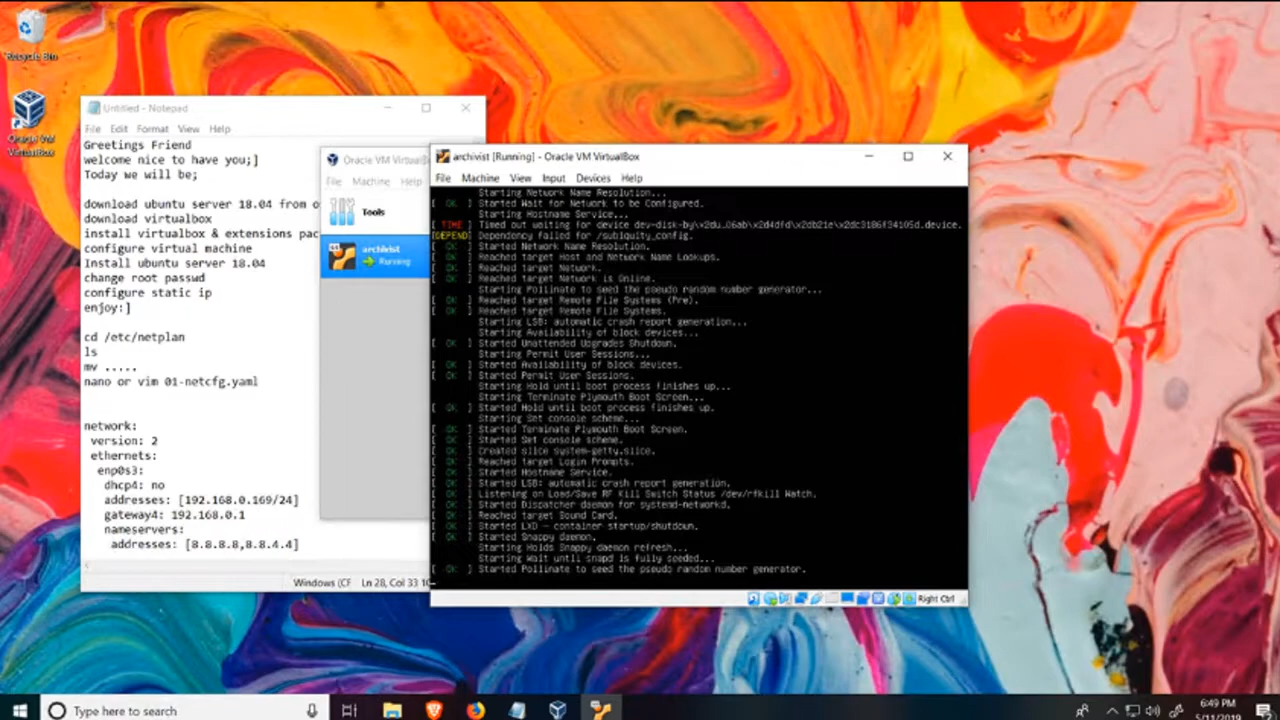 Recycle Bin
Oracle VM
VirtualBox
Untitled - Notepad
File Edit Format View Help
Greetings Friend
welcome nice to have you;]
Today we will be;
download ubuntu server 18.04 from o
download virtualbox
install virtualbox & extensions pac
configure virtual machine
Install ubuntu server 18.04
change root passwd
configure static ip
enjoy:]
cd /etc/netplan
ls
mv .....
nano or vim 01-netcfg.yaml
network:
version: 2
ethernets:
enp0s3:
dhcp4: no
addresses: [192.168.0.169/24]
gateway4: 192.168.0.1
nameservers:
addresses: [8.8.8.8,8.8.4.4]
Windows (CF Ln 28, Col 33 10
Oracle VM VirtualB
File Machine Help
Tools
archivist
Running
archivist [Running] - Oracle VM VirtualBox
File Machine View Input Devices Help
Starting Network Name Resolution...
[ OK ] Started Wait for Network to be Configured.
Starting Hostname Service...
[ TIME ] Timed out waiting for device
[DEPEND] Dependency failed for /subiquity_config.
[ OK ] Started Network Name Resolution.
[ OK ] Reached target Host and Network Name Lookups.
[ OK ] Reached target Network.
[ OK ] Reached target Network is Online.
Starting Pollinate to seed the pseudo random number generator...
[ OK ] Reached target Remote File Systems (Pre).
[ OK ] Reached target Remote File Systems.
Starting LSB: automatic crash report generation...
Starting Availability of block devices...
[ OK ] Started Unattended Upgrades Shutdown.
Starting Permit User Sessions...
[ OK ] Started Availability of block devices.
[ OK ] Started Permit User Sessions.
Starting Hold until boot process finishes up...
Starting Terminate Plymouth Boot Screen...
[ OK ] Started Hold until boot process finishes up.
Starting Set console scheme...
[ OK ] Started Terminate Plymouth Boot Screen.
[ OK ] Started Set console scheme.
[ OK ] Created slice system-getty.slice.
[ OK ] Reached target Login Prompts.
[ OK ] Started Hostname Service.
[ OK ] Started LSB: automatic crash report generation.
[ OK ] Listening on Load/Save RF Kill Switch Status /dev/rfkill Watch.
[ OK ] Started Dispatcher daemon for systemd-networkd.
[ OK ] Reached target Sound Card.
[ OK ] Started LXD - container startup/shutdown.
[ OK ] Started Snappy daemon.
Starting Holds Snappy daemon refresh...
Starting Wait until snapd is fully seeded...
[ OK ] Started Pollinate to seed the pseudo random number generator.
Right Ctrl
Type here to search
6:49 PM